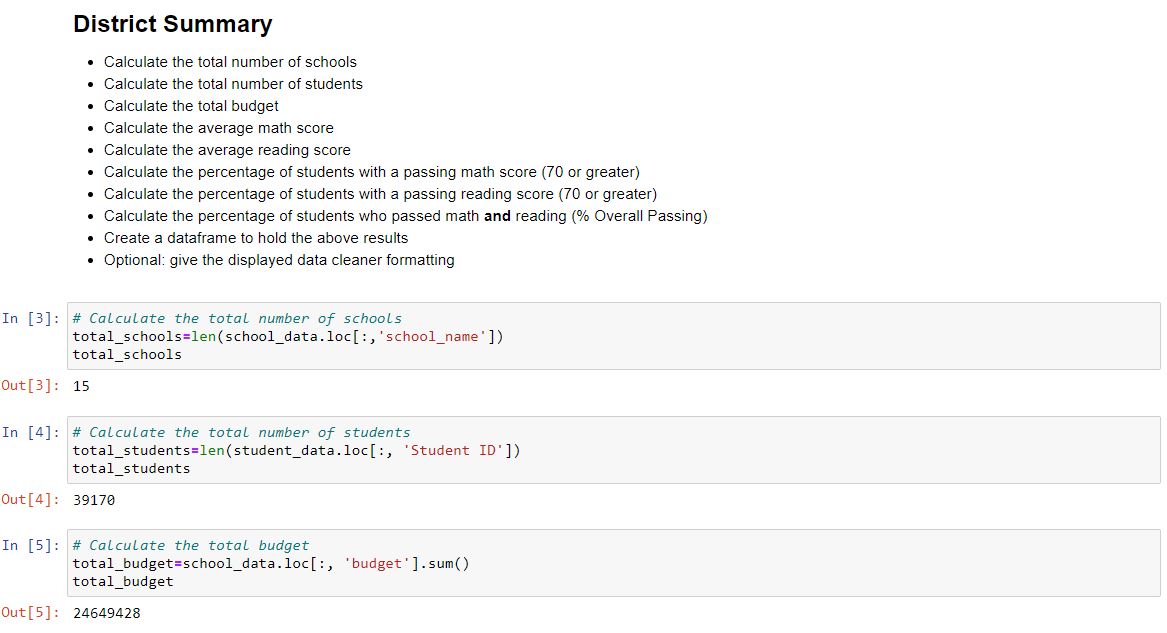 District Summary
• Calculate the total number of schools
• Calculate the total number of students
• Calculate the total budget
• Calculate the average math score
• Calculate the average reading score
• Calculate the percentage of students with a passing math score (70 or greater)
• Calculate the percentage of students with a passing reading score (70 or greater)
• Calculate the percentage of students who passed math and reading (% Overall Passing)
• Create a dataframe to hold the above results
• Optional: give the displayed data cleaner formatting
In [3]: # Calculate the total number of schools
total_schools=len(school_data.loc[:,'school_name'])
total_schools
Out[3]: 15
In [4]: # Calculate the total number of students
total_students=len(student_data.loc[:, 'Student ID'])
total_students
Out[4]: 39170
In [5]: # Calculate the total budget
total_budget=school_data.loc[:, 'budget'].sum()
total_budget
Out[5]: 24649428